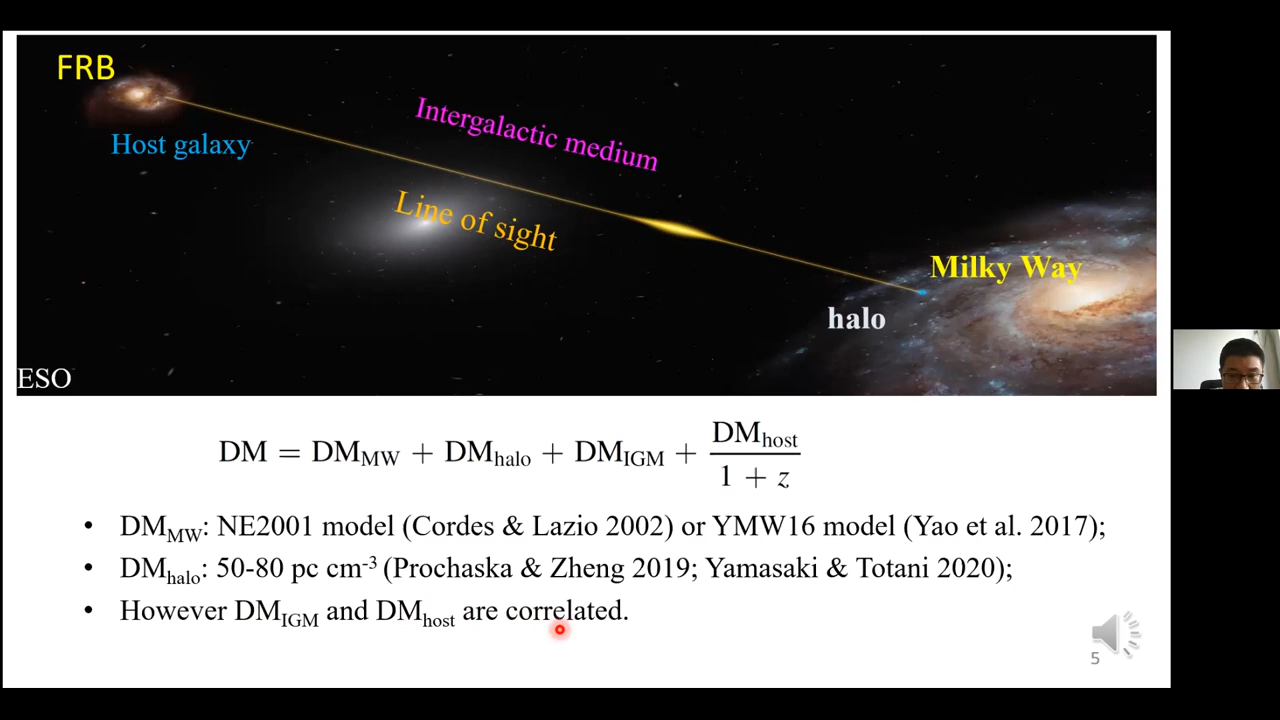 FRB
Host galaxy
Intergalactic medium
Line of sight
Milky Way
halo
ESO
DM = DM_MW + DM_halo + DM_IGM + DM_host / (1 + z)
• DM_MW: NE2001 model (Cordes & Lazio 2002) or YMW16 model (Yao et al. 2017);
• DM_halo: 50-80 pc cm^-3 (Prochaska & Zheng 2019; Yamasaki & Totani 2020);
• However DM_IGM and DM_host are correlated.
5